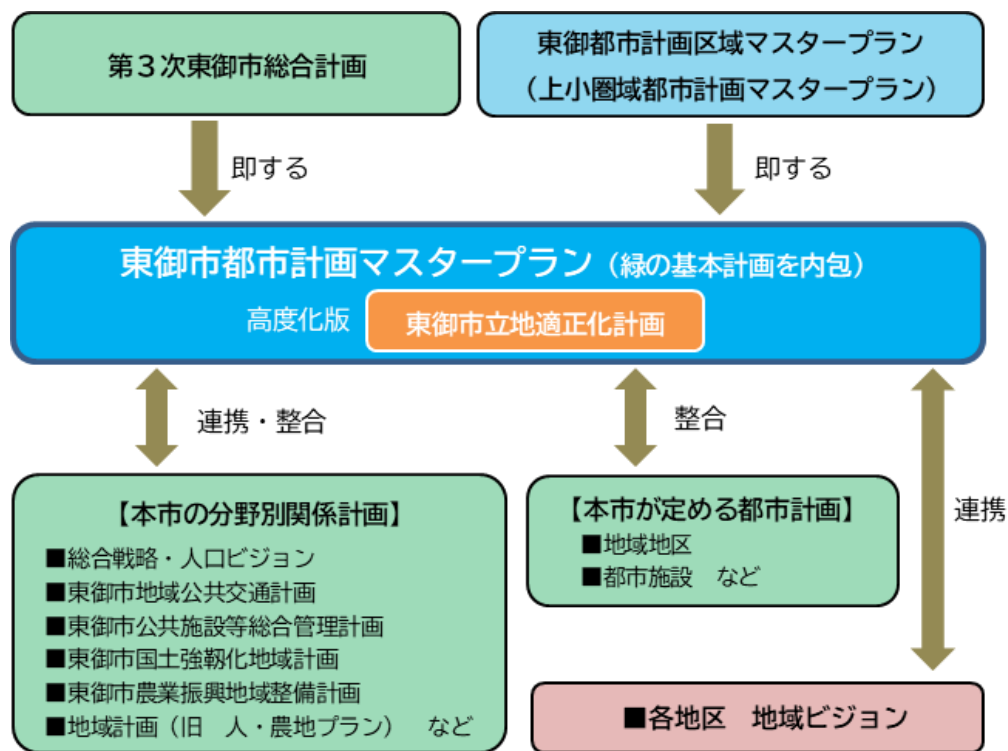 第３次東御市総合計画
東御都市計画区域マスタープラン
（上小圏域都市計画マスタープラン）
即する
即する
東御市都市計画マスタープラン（緑の基本計画を内包）
高度化版
東御市立地適正化計画
連携・整合
整合
連携
【本市の分野別関係計画】
■総合戦略・人口ビジョン
■東御市地域公共交通計画
■東御市公共施設等総合管理計画
■東御市国土強靱化地域計画
■東御市農業振興地域整備計画
■地域計画（旧　人・農地プラン）　など
【本市が定める都市計画】
■地域地区
■都市施設　など
■各地区　地域ビジョン